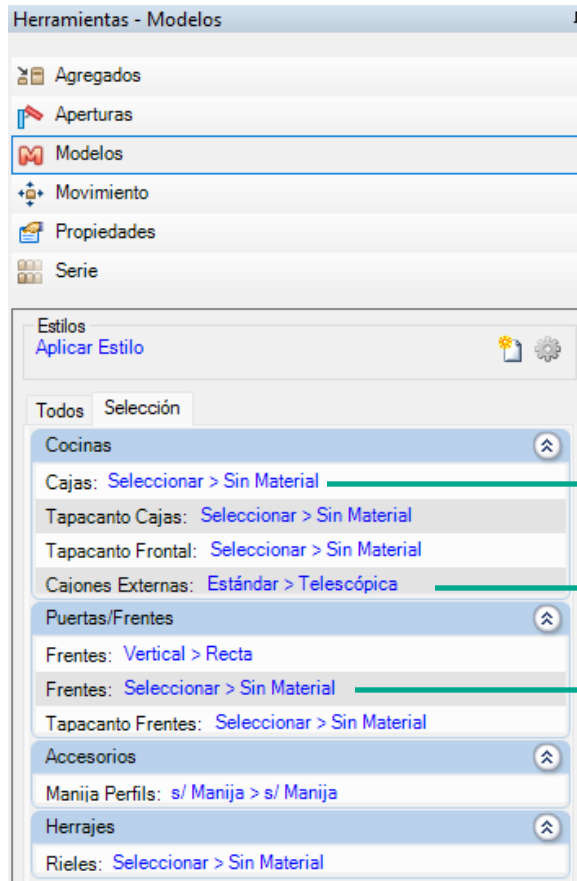 Herramientas - Modelos
Agregados
Aperturas
Modelos
Movimiento
Propiedades
Serie
Estilos
Aplicar Estilo
Todos Selección
Cocinas
Cajas: Seleccionar > Sin Material
Tapacanto Cajas: Seleccionar > Sin Material
Tapacanto Frontal: Seleccionar > Sin Material
Cajones Externas: Estándar > Telescópica
Puertas/Frentes
Frentes: Vertical > Recta
Frentes: Seleccionar > Sin Material
Tapacanto Frentes: Seleccionar > Sin Material
Accesorios
Manija Perfils: s/ Manija > s/ Manija
Herrajes
Rieles: Seleccionar > Sin Material